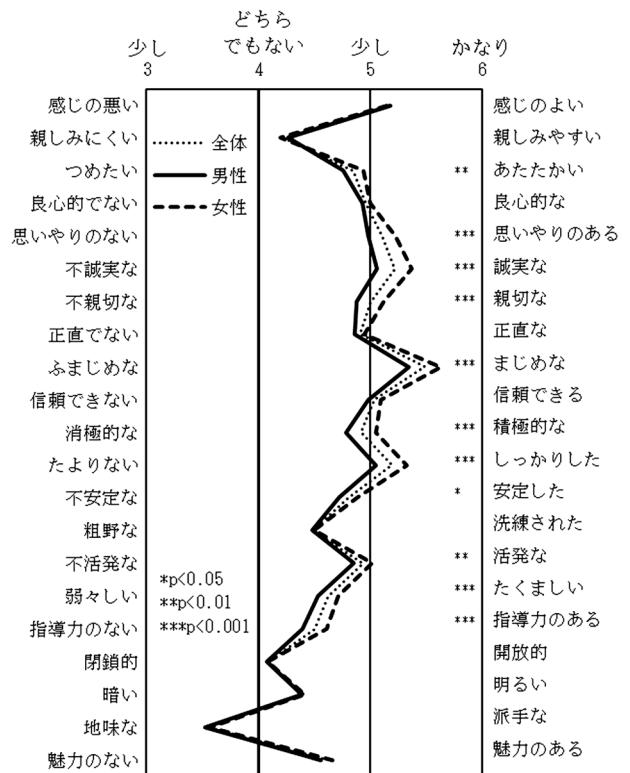 どちら
少し でもない 少し かなり
3 4 5 6
感じの悪い 感じのよい
親しみにくい 親しみやすい
全体
つめたい 男性 ** あたたかい
良心的でない 女性 良心的な
思いやりのない *** 思いやりのある
不誠実な *** 誠実な
不親切な *** 親切な
正直でない 正直な
ふまじめな *** まじめな
信頼できない 信頼できる
消極的な *** 積極的な
たよりない *** しっかりした
不安定な * 安定した
粗野な 洗練された
不活発な ** 活発な
*p<0.05
弱々しい *** たくましい
**p<0.01
指導力のない ***p<0.001 *** 指導力のある
閉鎖的 開放的
暗い 明るい
地味な 派手な
魅力のない 魅力のある